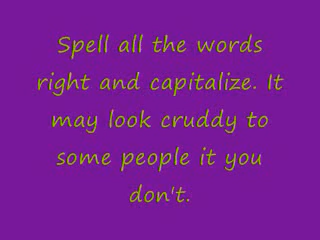 Spell all the words
right and capitalize. It
may look cruddy to
some people it you
don't.